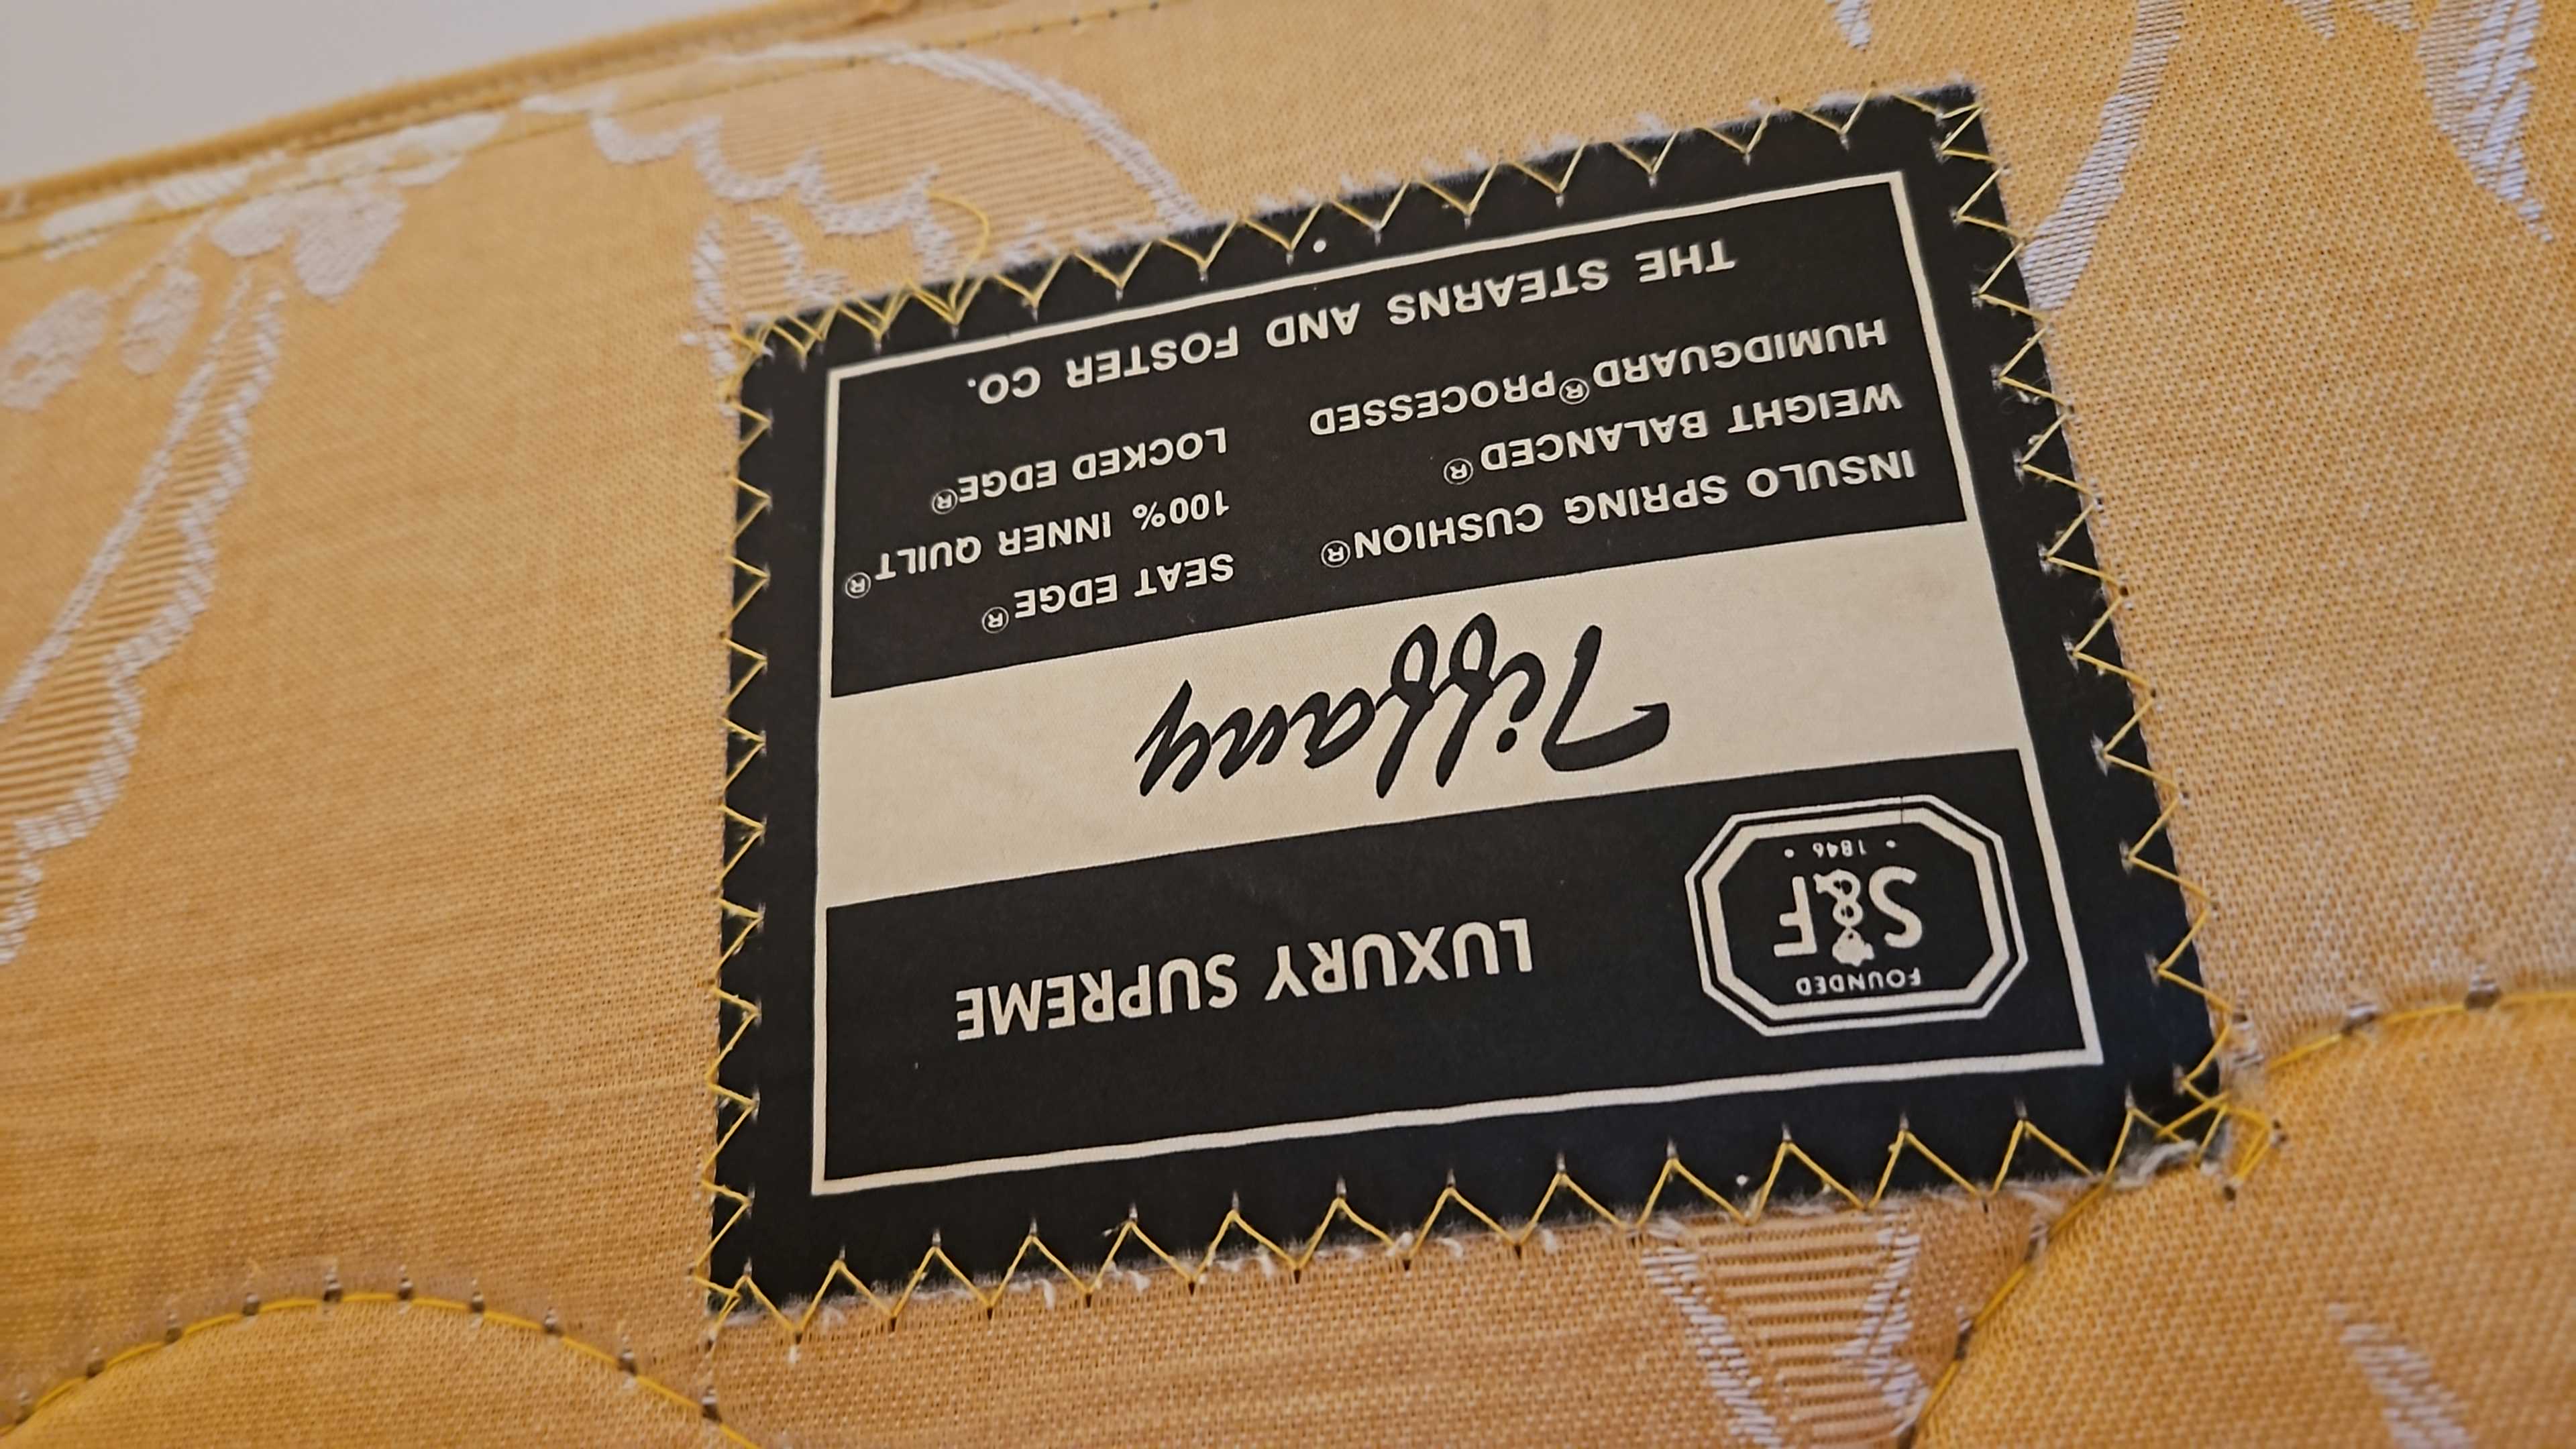 FOUNDED
S&F
• 1846 •
LUXURY SUPREME
Tiffany
INSULO SPRING CUSHION® SEAT EDGE®
WEIGHT BALANCED® 100% INNER QUILT®
HUMIDGUARD® PROCESSED LOCKED EDGE®
THE STEARNS AND FOSTER CO.